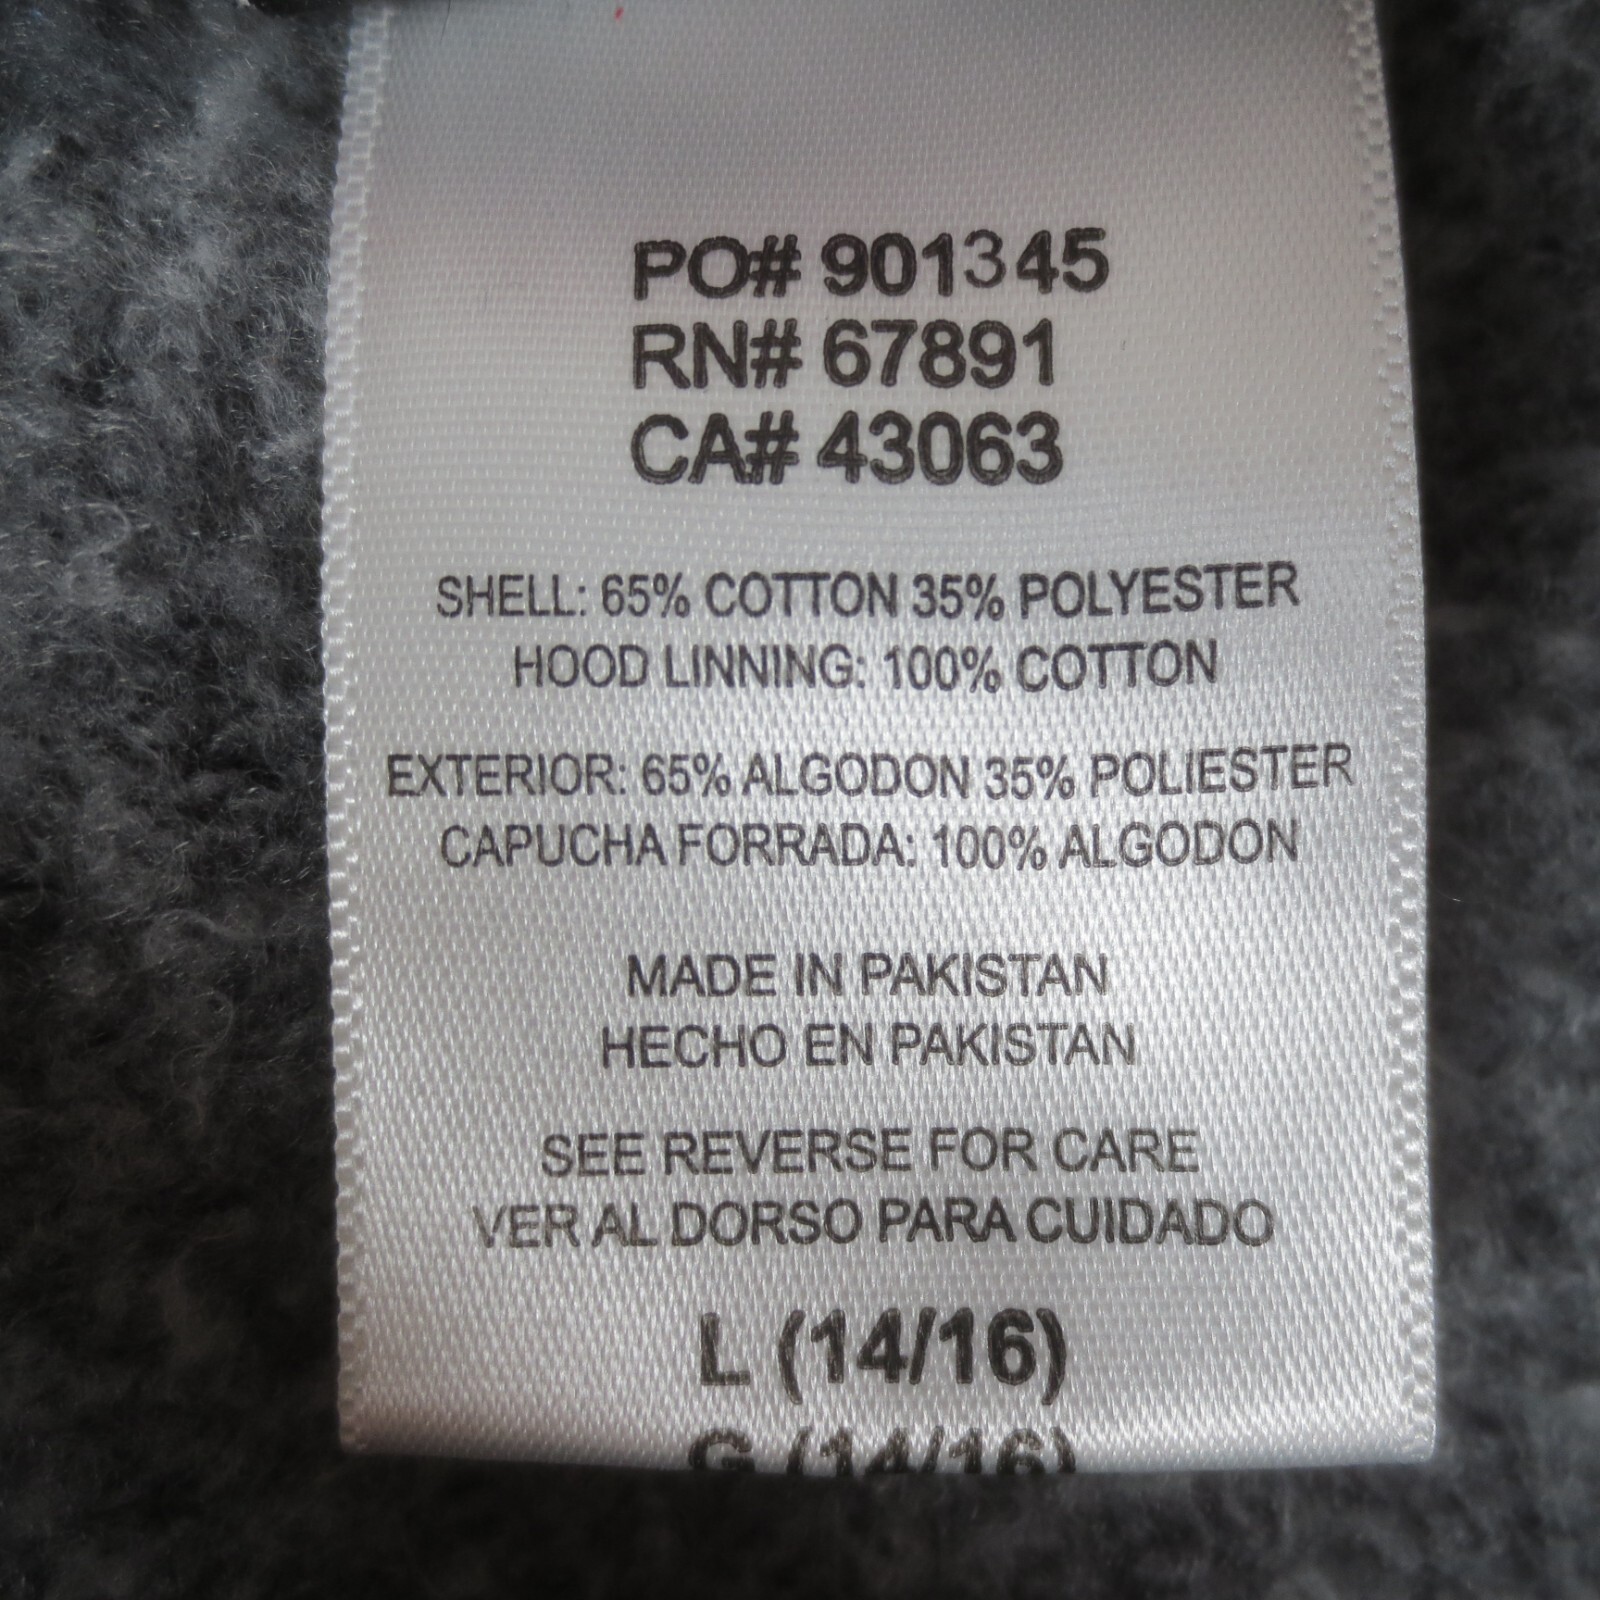 PO# 901345
RN# 67891
CA# 43063
SHELL: 65% COTTON 35% POLYESTER
HOOD LINNING: 100% COTTON
EXTERIOR: 65% ALGODON 35% POLIESTER
CAPUCHA FORRADA: 100% ALGODON
MADE IN PAKISTAN
HECHO EN PAKISTAN
SEE REVERSE FOR CARE
VER AL DORSO PARA CUIDADO
L (14/16)
G (14/16)